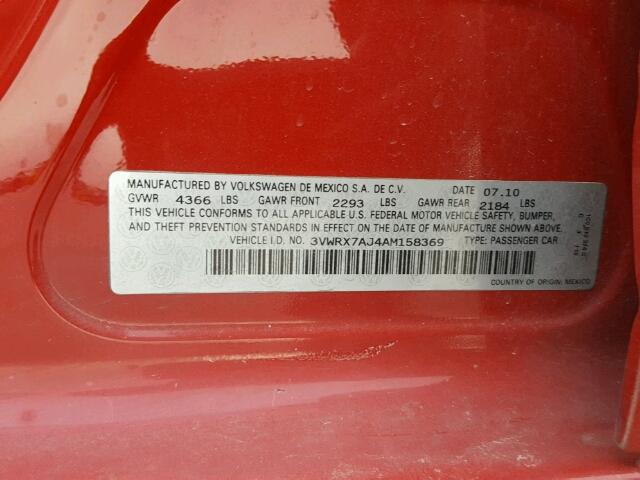 MANUFACTURED BY VOLKSWAGEN DE MEXICO S.A. DE C.V. DATE 07.10
GVWR 4366 LBS GAWR FRONT 2293 LBS GAWR REAR 2184 LBS
THIS VEHICLE CONFORMS TO ALL APPLICABLE U.S. FEDERAL MOTOR VEHICLE SAFETY, BUMPER,
AND THEFT PREVENTION STANDARDS IN EFFECT ON THE DATE OF MANUFACTURE SHOWN ABOVE.
VEHICLE I.D. NO. 3VWRX7AJ4AM158369 TYPE: PASSENGER CAR
COUNTRY OF ORIGIN: MEXICO